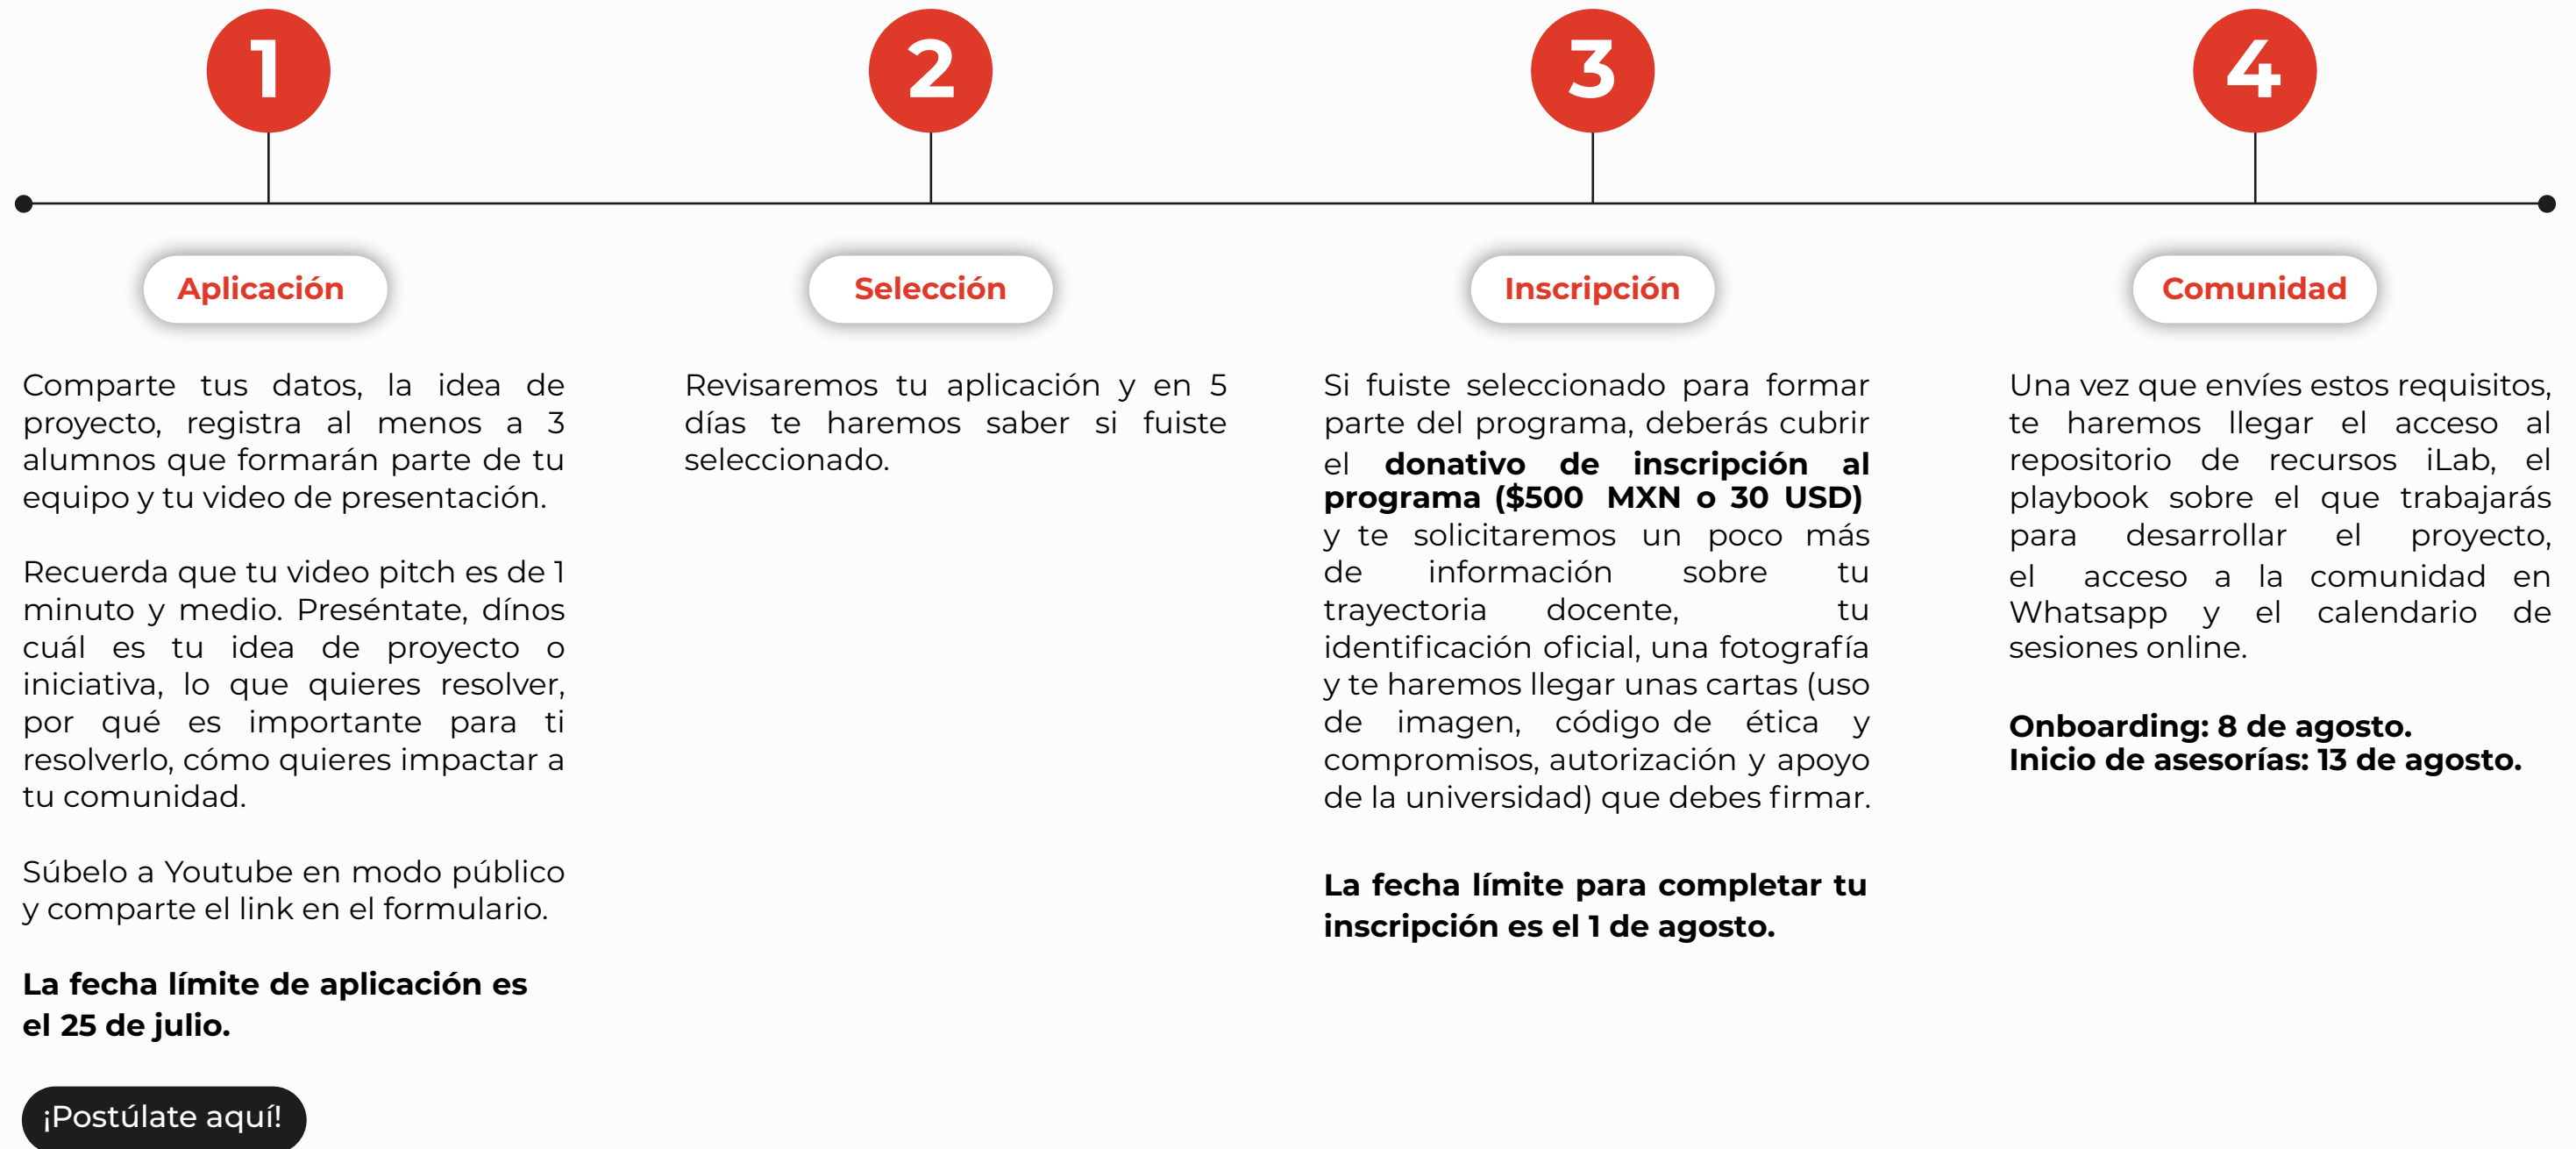 1
Aplicación
Comparte tus datos, la idea de
proyecto, registra al menos a 3
alumnos que formarán parte de tu
equipo y tu video de presentación.
Recuerda que tu video pitch es de 1
minuto y medio. Preséntate, dínos
cuál es tu idea de proyecto o
iniciativa, lo que quieres resolver,
por qué es importante para ti
resolverlo, cómo quieres impactar a
tu comunidad.
Súbelo a Youtube en modo público
y comparte el link en el formulario.
La fecha límite de aplicación es
el 25 de julio.
¡Postúlate aquí!
2
Selección
Revisaremos tu aplicación y en 5
días te haremos saber si fuiste
seleccionado.
3
Inscripción
Si fuiste seleccionado para formar
parte del programa, deberás cubrir
el donativo de inscripción al
programa ($500 MXN o 30 USD)
y te solicitaremos un poco más
de información sobre tu
trayectoria docente, tu
identificación oficial, una fotografía
y te haremos llegar unas cartas (uso
de imagen, código de ética y
compromisos, autorización y apoyo
de la universidad) que debes firmar.
La fecha límite para completar tu
inscripción es el 1 de agosto.
4
Comunidad
Una vez que envíes estos requisitos,
te haremos llegar el acceso al
repositorio de recursos iLab, el
playbook sobre el que trabajarás
para desarrollar el proyecto,
el acceso a la comunidad en
Whatsapp y el calendario de
sesiones online.
Onboarding: 8 de agosto.
Inicio de asesorías: 13 de agosto.